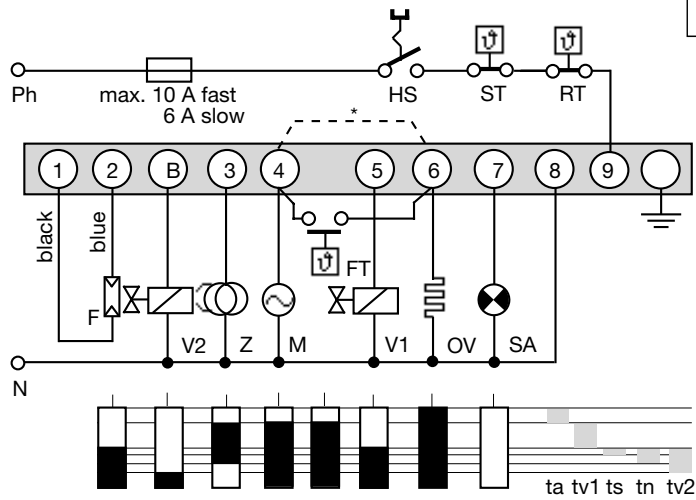 ϑ ϑ
Ph
max. 10 A fast
6 A slow
HS ST RT
*
1 2 B 3 4 5 6 7 8 9
black blue
ϑ FT
F
V2 Z M V1 OV SA
N
ta tv1 ts tn tv2